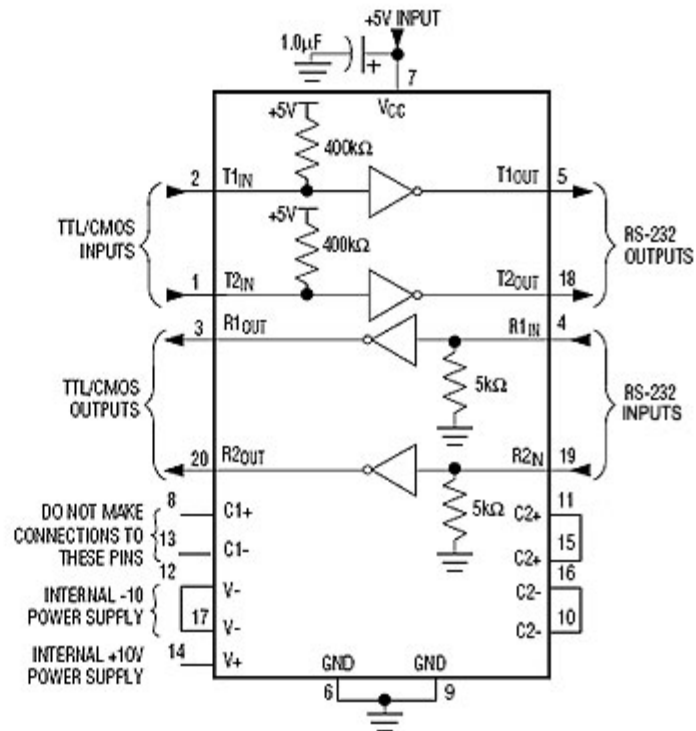 +5V INPUT
1.0µF
+
7
VCC
+5V
400kΩ
2
T1IN
T1OUT
5
+5V
400kΩ
TTL/CMOS
INPUTS
RS-232
OUTPUTS
1
T2IN
T2OUT
18
3
R1OUT
R1IN
4
TTL/CMOS
OUTPUTS
5kΩ
RS-232
INPUTS
20
R2OUT
R2IN
19
5kΩ
DO NOT MAKE
CONNECTIONS TO
THESE PINS
8
C1+
13
C1-
11
C2+
15
C2+
INTERNAL -10
POWER SUPPLY
12
V-
17
V-
16
C2-
10
C2-
INTERNAL +10V
POWER SUPPLY
14
V+
GND
GND
6
9